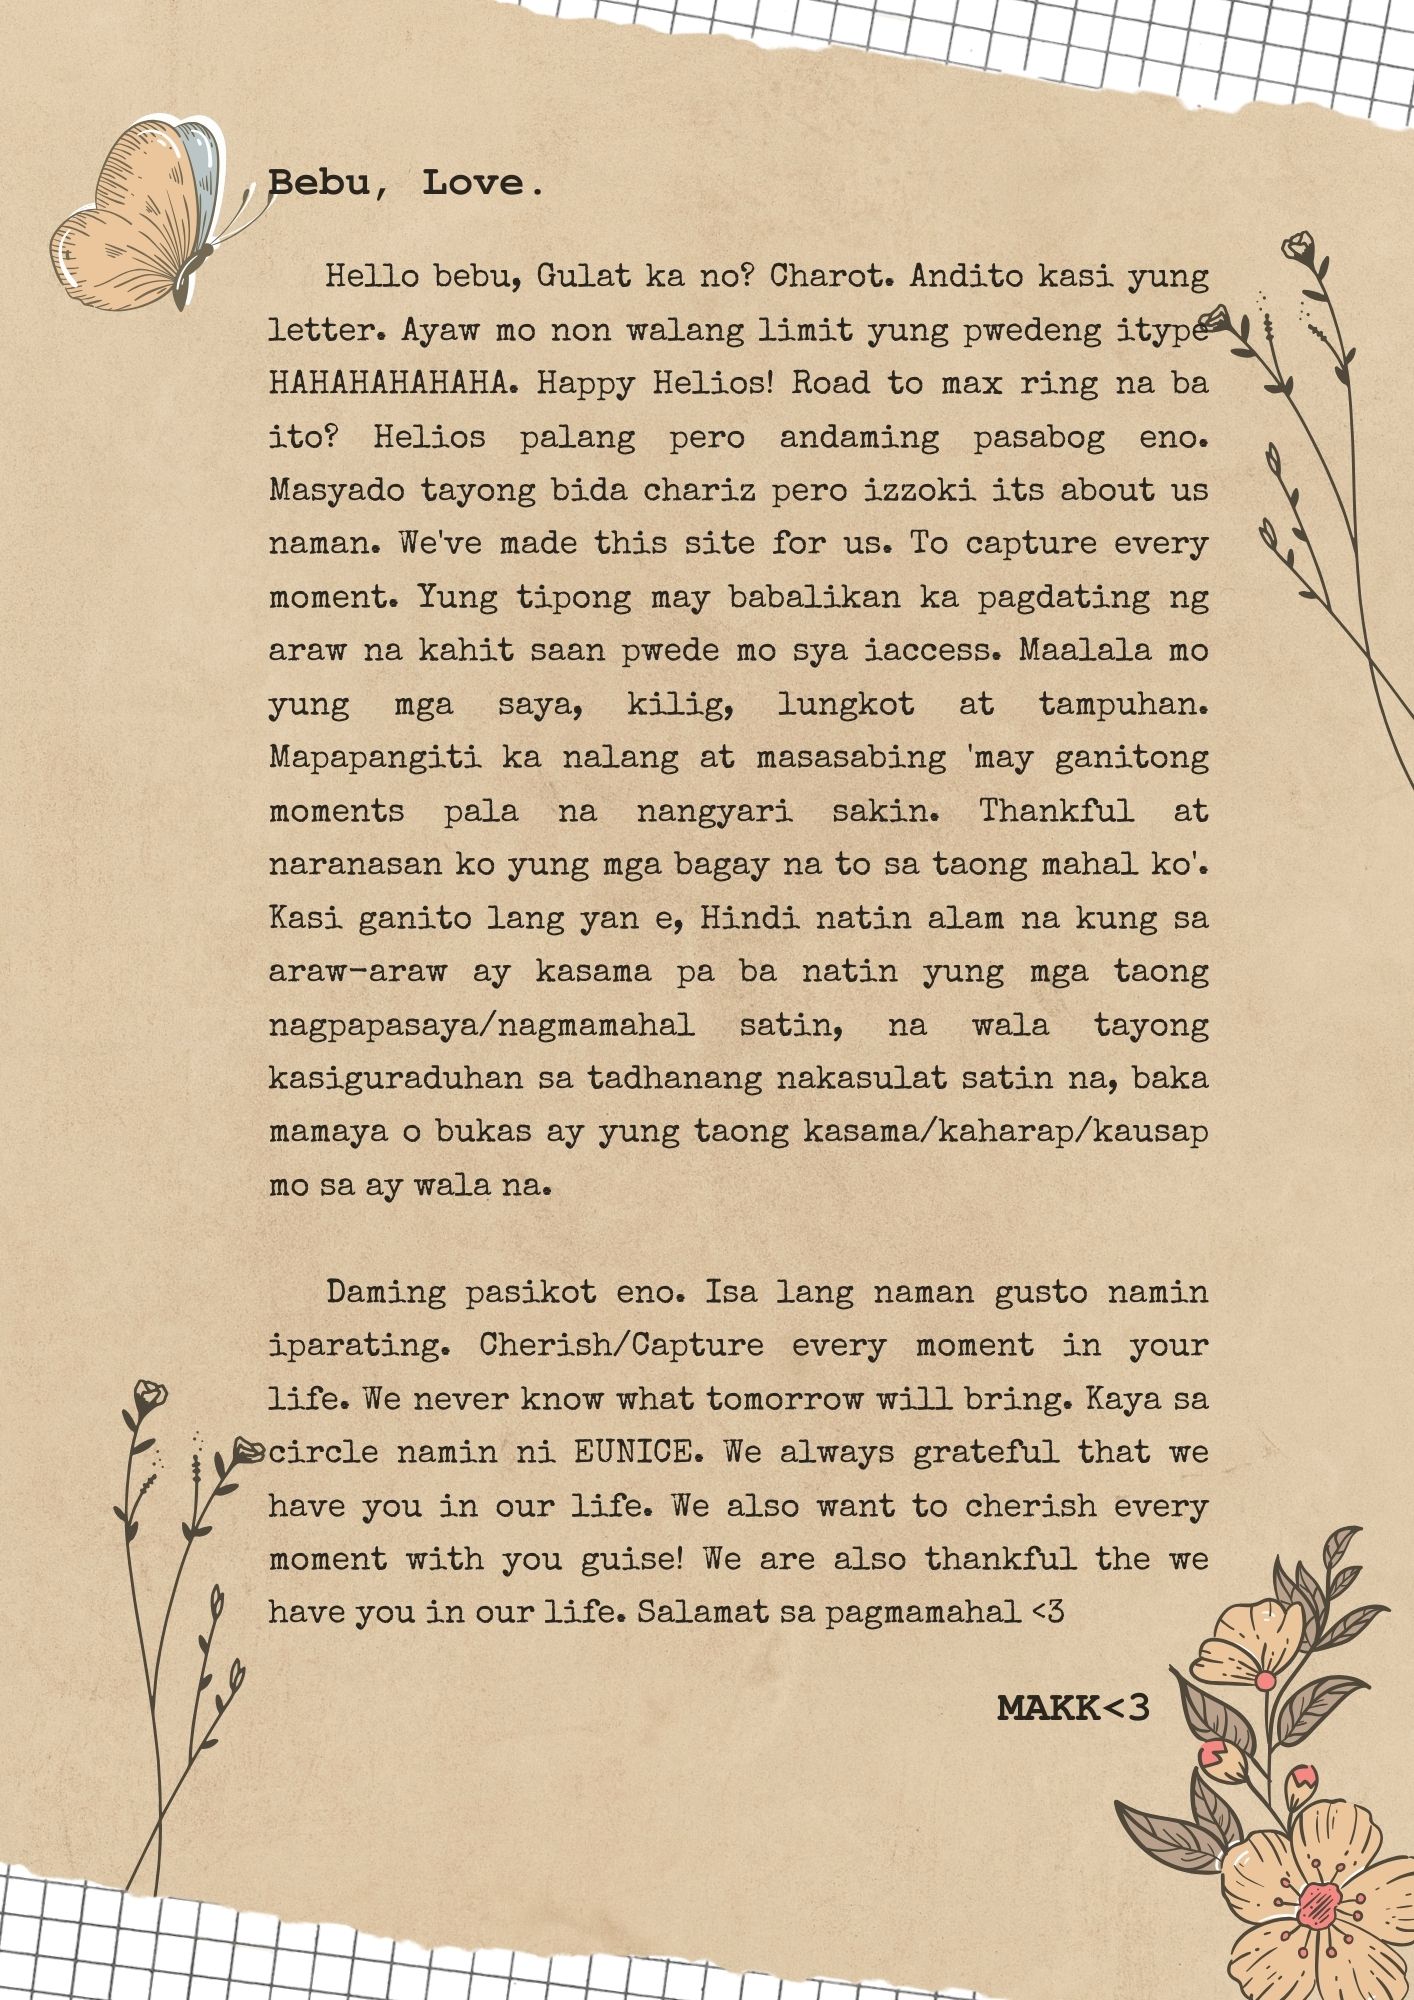 Bebu, Love.
Hello bebu, Gulat ka no? Charot. Andito kasi yung
letter. Ayaw mo non walang limit yung pwedeng itype
HAHAHAHAHAHA. Happy Helios! Road to max ring na ba
ito? Helios palang pero andaming pasabog eno.
Masyado tayong bida chariz pero izzoki its about us
naman. We've made this site for us. To capture every
moment. Yung tipong may babalikan ka pagdating ng
araw na kahit saan pwede mo sya iaccess. Maalala mo
yung mga saya, kilig, lungkot at tampuhan.
Mapapangiti ka nalang at masasabing 'may ganitong
moments pala na nangyari sakin. Thankful at
naranasan ko yung mga bagay na to sa taong mahal ko'.
Kasi ganito lang yan e, Hindi natin alam na kung sa
araw-araw ay kasama pa ba natin yung mga taong
nagpapasaya/nagmamahal satin, na wala tayong
kasiguraduhan sa tadhanang nakasulat satin na, baka
mamaya o bukas ay yung taong kasama/kaharap/kausap
mo sa ay wala na.
Daming pasikot eno. Isa lang naman gusto namin
iparating. Cherish/Capture every moment in your
life. We never know what tomorrow will bring. Kaya sa
circle namin ni EUNICE. We always grateful that we
have you in our life. We also want to cherish every
moment with you guise! We are also thankful the we
have you in our life. Salamat sa pagmamahal <3
MAKK<3